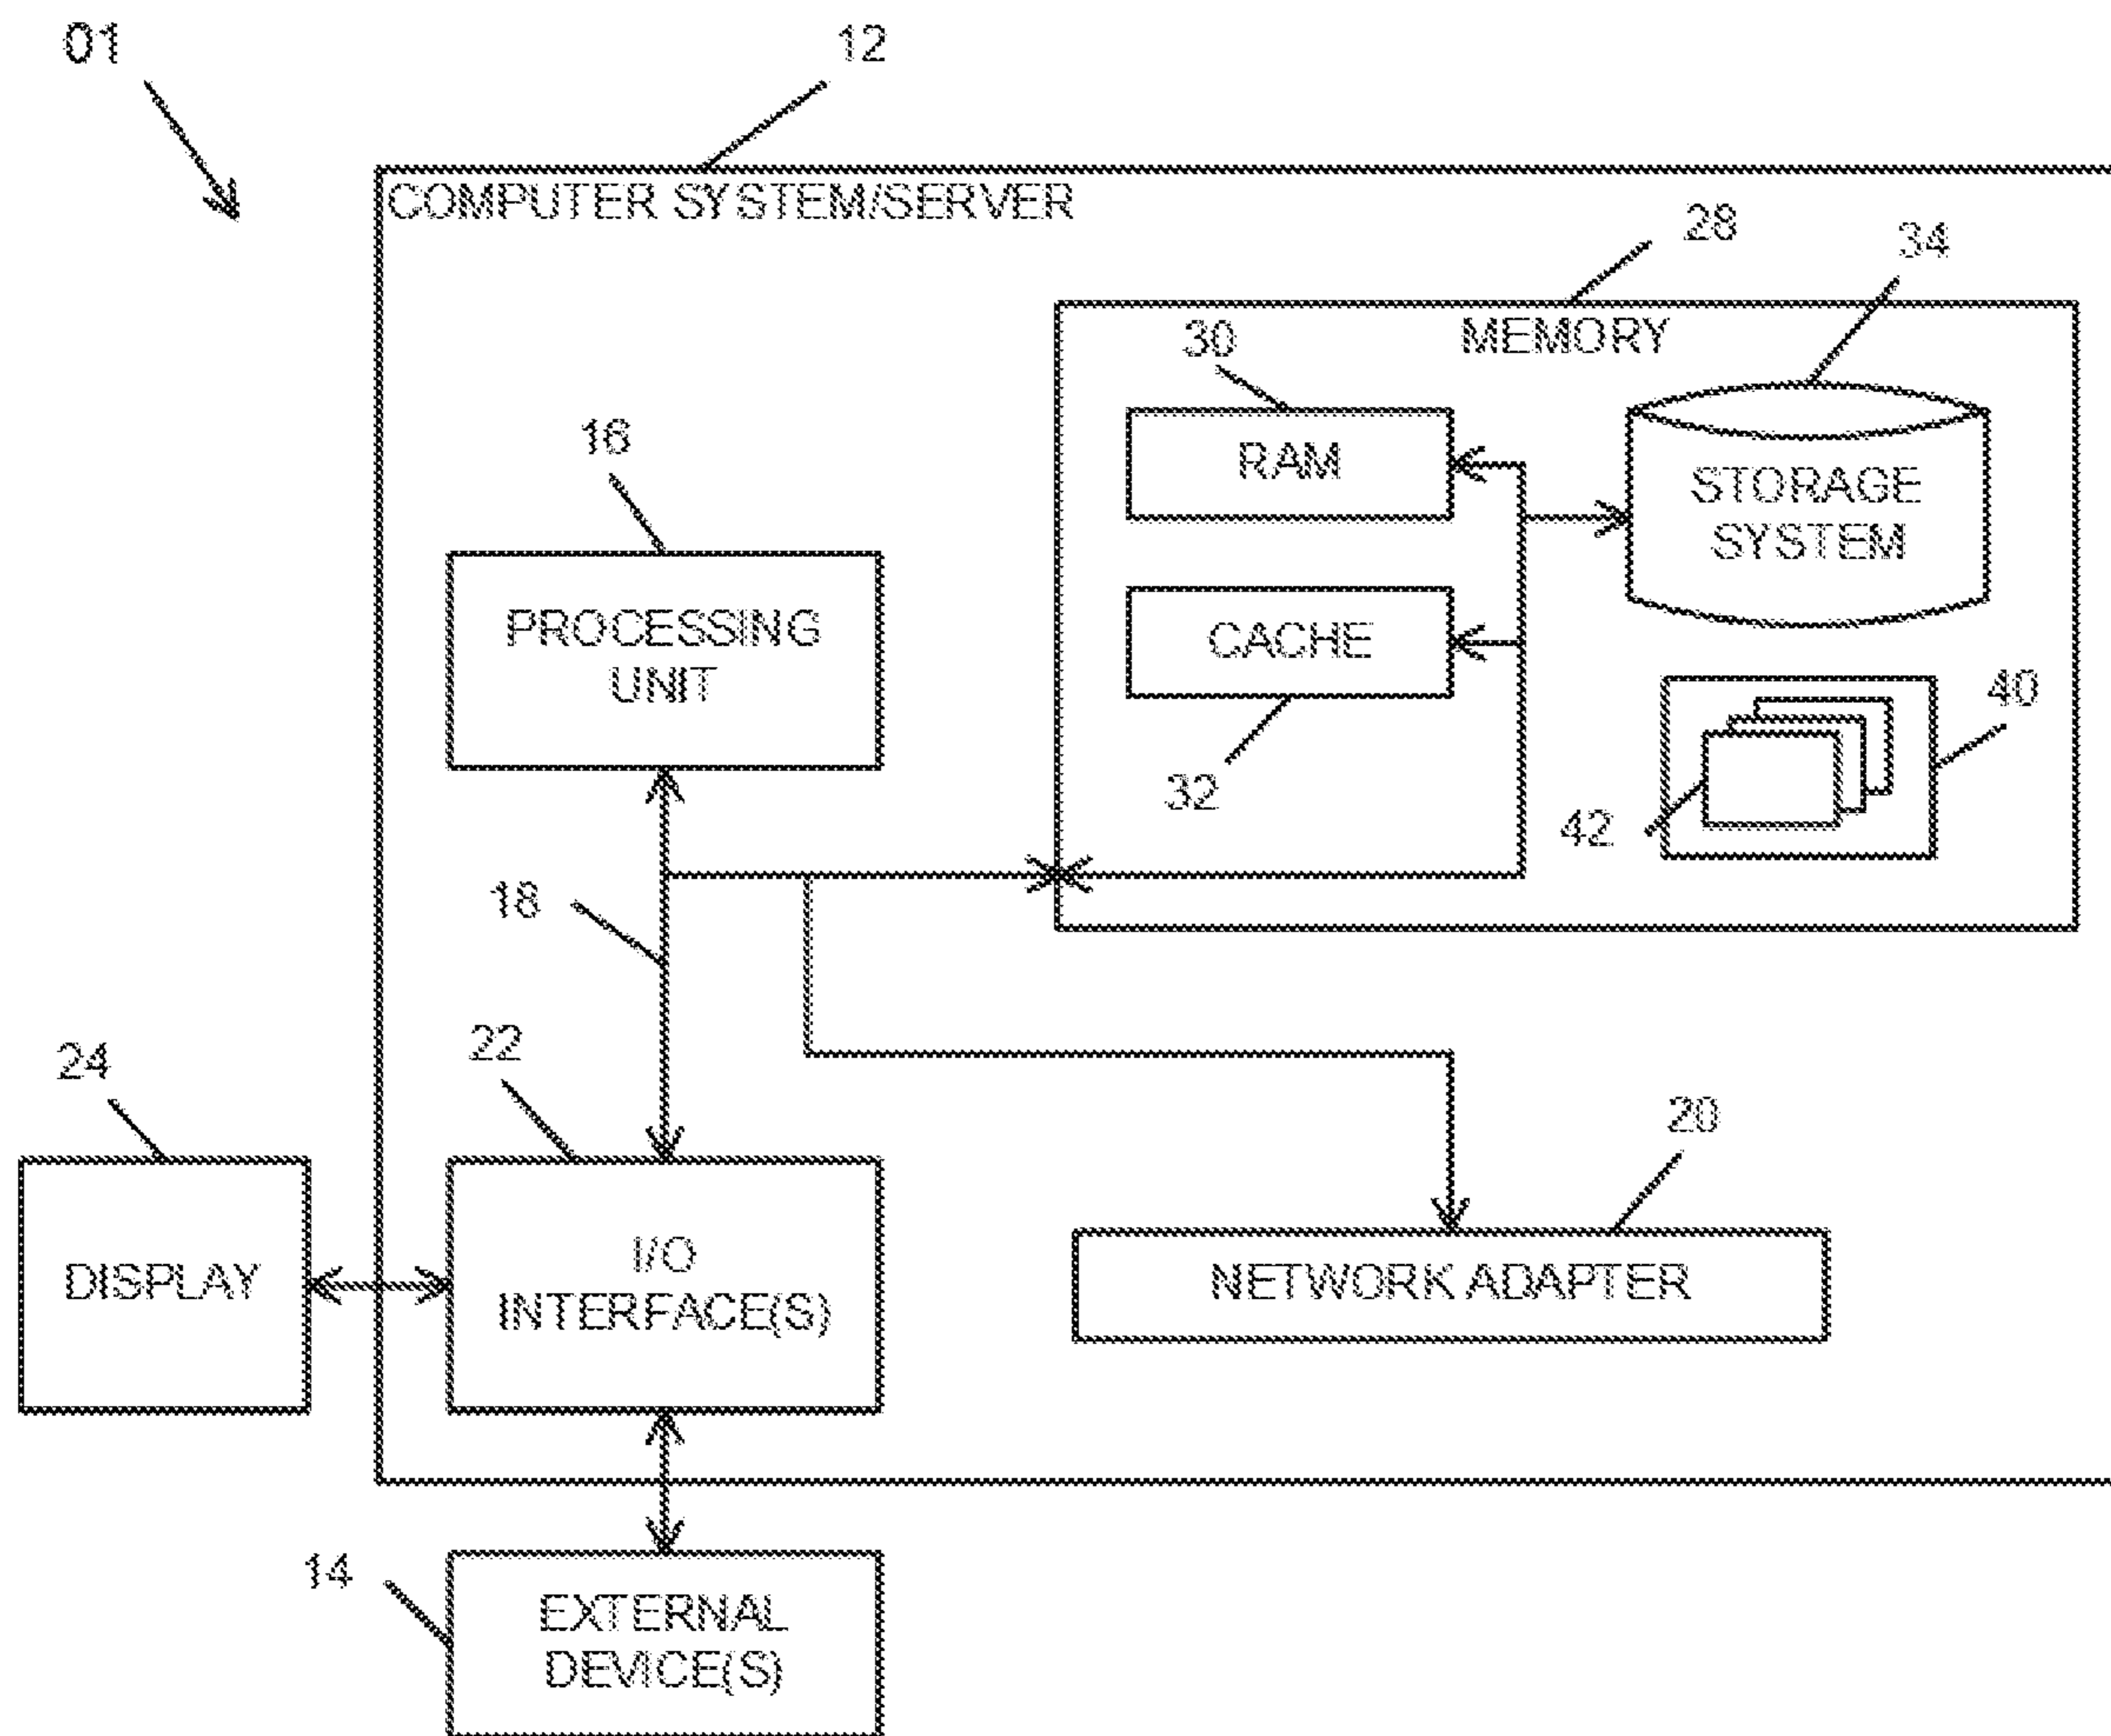 01
12
COMPUTER SYSTEM/SERVER
28
34
MEMORY
30
RAM
STORAGE
SYSTEM
16
PROCESSING
UNIT
CACHE
32
40
42
18
22
24
20
DISPLAY
I/O
INTERFACE(S)
NETWORK ADAPTER
14
EXTERNAL
DEVICE(S)